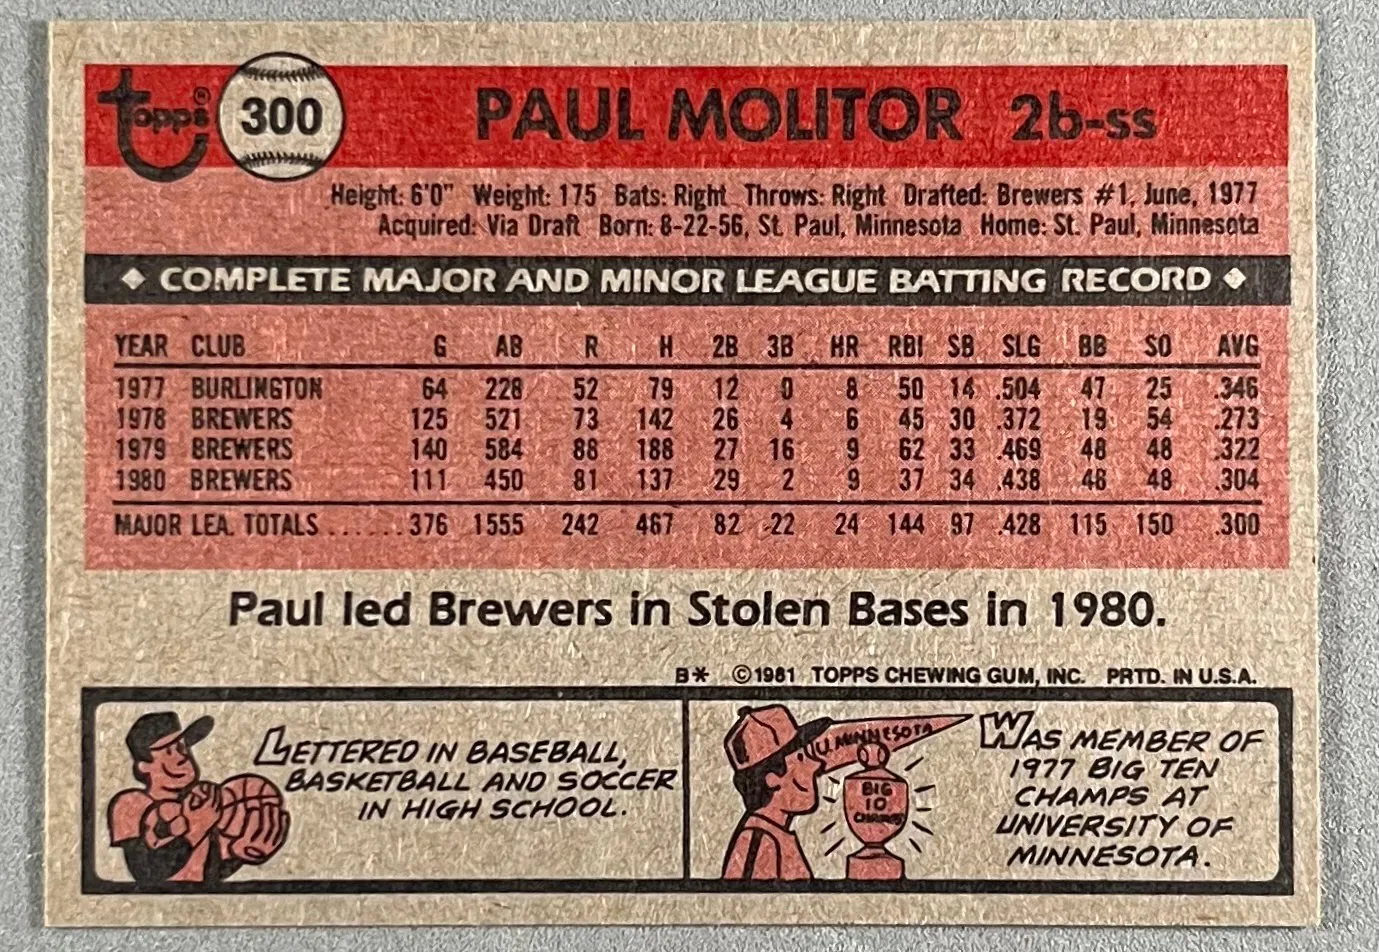 Topps® 300 PAUL MOLITOR 2b-ss
Height: 6'0" Weight: 175 Bats: Right Throws: Right Drafted: Brewers #1, June, 1977
Acquired: Via Draft Born: 8-22-56, St. Paul, Minnesota Home: St. Paul, Minnesota
◆ COMPLETE MAJOR AND MINOR LEAGUE BATTING RECORD ◆
YEAR CLUB G AB R H 2B 3B HR RBI SB SLG BB SO AVG
1977 BURLINGTON 64 228 52 79 12 0 8 50 14 .504 47 25 .346
1978 BREWERS 125 521 73 142 26 4 6 45 30 .372 19 54 .273
1979 BREWERS 140 584 88 188 27 16 9 62 33 .469 48 48 .322
1980 BREWERS 111 450 81 137 29 2 9 37 34 .438 48 48 .304
MAJOR LEA. TOTALS ...... 376 1555 242 467 82 22 24 144 97 .428 115 150 .300
Paul led Brewers in Stolen Bases in 1980.
B* ©1981 TOPPS CHEWING GUM, INC. PRTD. IN U.S.A.
LETTERED IN BASEBALL,
BASKETBALL AND SOCCER
IN HIGH SCHOOL.
U. MINNESOTA
BIG
10
CHAMPS
WAS MEMBER OF
1977 BIG TEN
CHAMPS AT
UNIVERSITY OF
MINNESOTA.